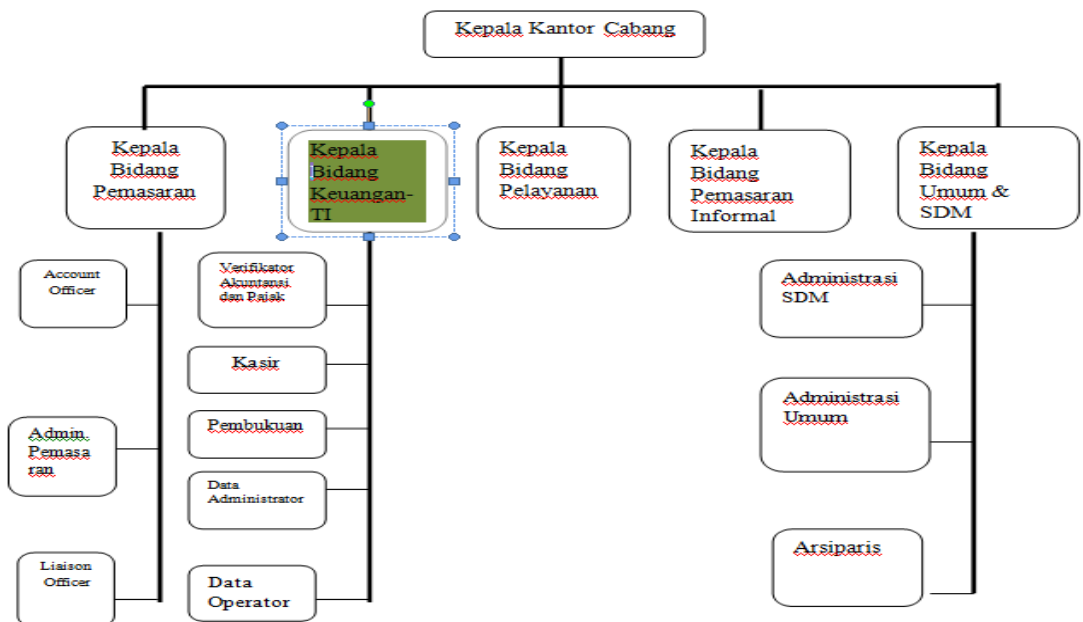 Kepala Kantor Cabang
Kepala
Bidang
Pemasaran
Kepala
Bidang
Keuangan-
TI
Kepala
Bidang
Pelayanan
Kepala
Bidang
Pemasaran
Informal
Kepala
Bidang
Umum &
SDM
Account
Officer
Admin.
Pemasa
ran
Liaison
Officer
Verifikator
Akuntansi
dan Pajak
Kasir
Pembukuan
Data
Administrator
Data
Operator
Administrasi
SDM
Administrasi
Umum
Arsiparis